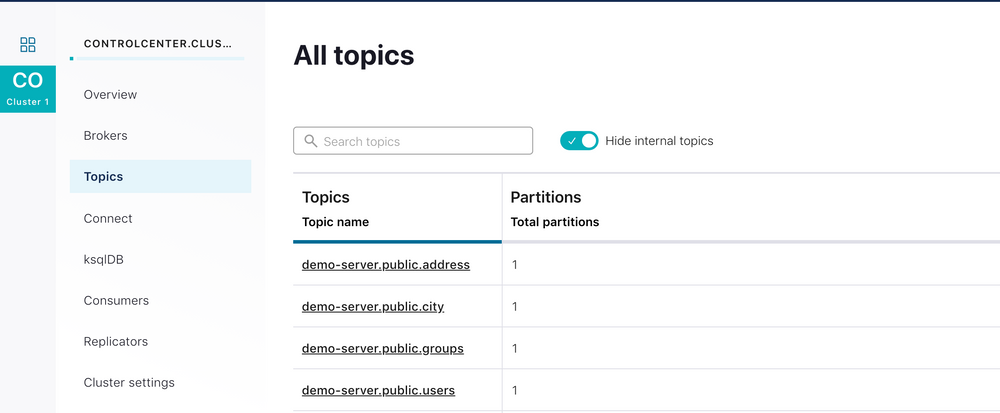 CONTROLCENTER.CLUS...
CO
Cluster 1
Overview
Brokers
Topics
Connect
ksqlDB
Consumers
Replicators
Cluster settings
All topics
Search topics
Hide internal topics
Topics Partitions
Topic name Total partitions
demo-server.public.address 1
demo-server.public.city 1
demo-server.public.groups 1
demo-server.public.users 1